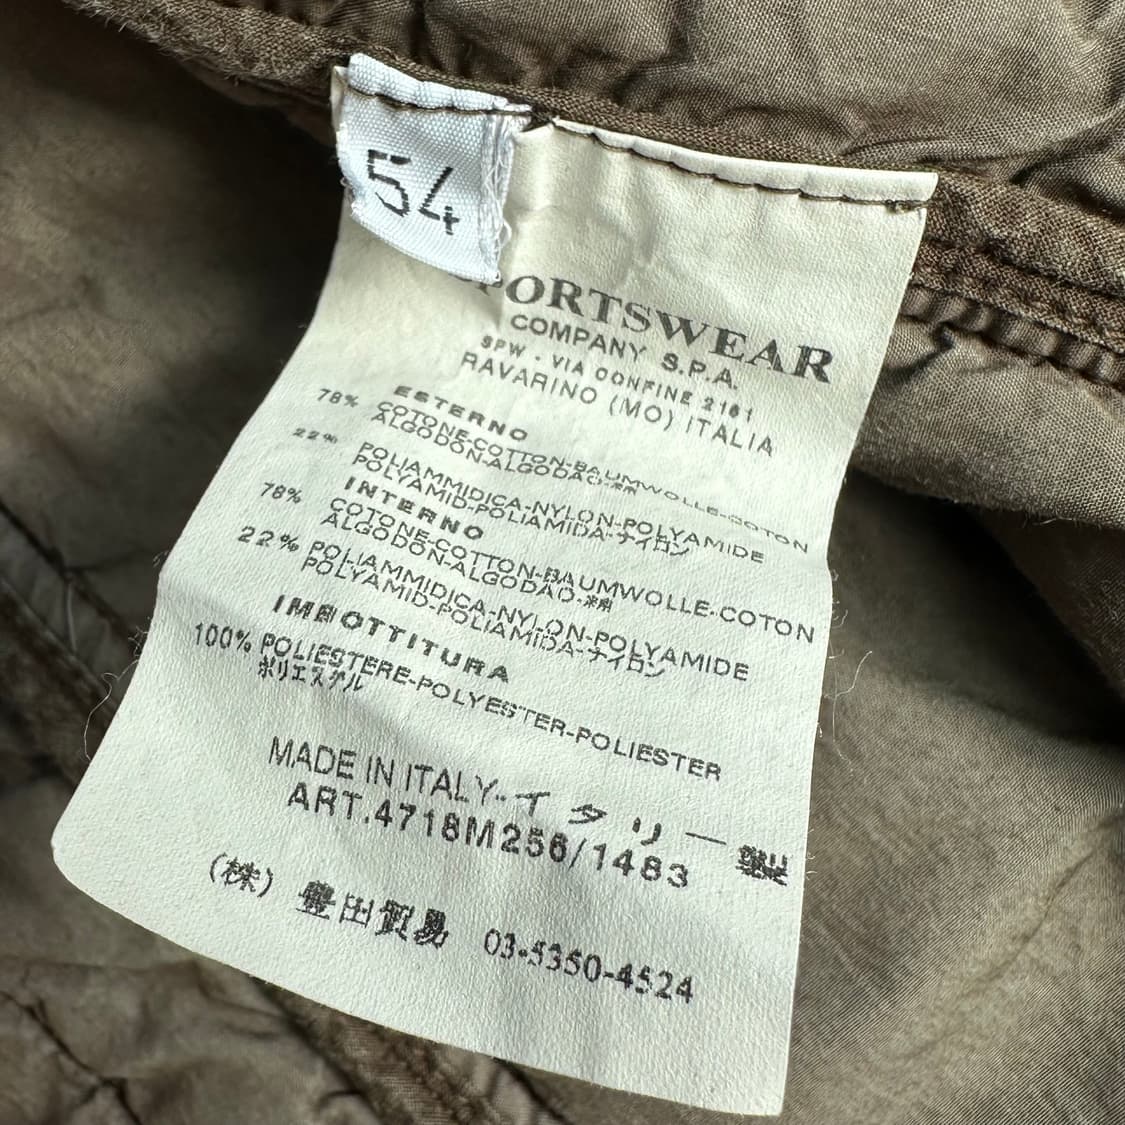 54
SPORTSWEAR
COMPANY S.P.A.
SPW - VIA CONFINE 2161
RAVARINO (MO) ITALIA
ESTERNO
78% COTONE-COTTON-BAUMWOLLE-COTON
ALGODON-ALGODAO-綿
22% POLIAMMIDICA-NYLON-POLYAMIDE
POLYAMID-POLIAMIDA-ナイロン
INTERNO
78% COTONE-COTTON-BAUMWOLLE-COTON
ALGODON-ALGODAO-綿
22% POLIAMMIDICA-NYLON-POLYAMIDE
POLYAMID-POLIAMIDA-ナイロン
IMBOTTITURA
100% POLIESTERE-POLYESTER-POLIESTER
ポリエステル
MADE IN ITALY-イタリー製
ART.4718M256/1483
(株) 豊田貿易 03-5350-4524